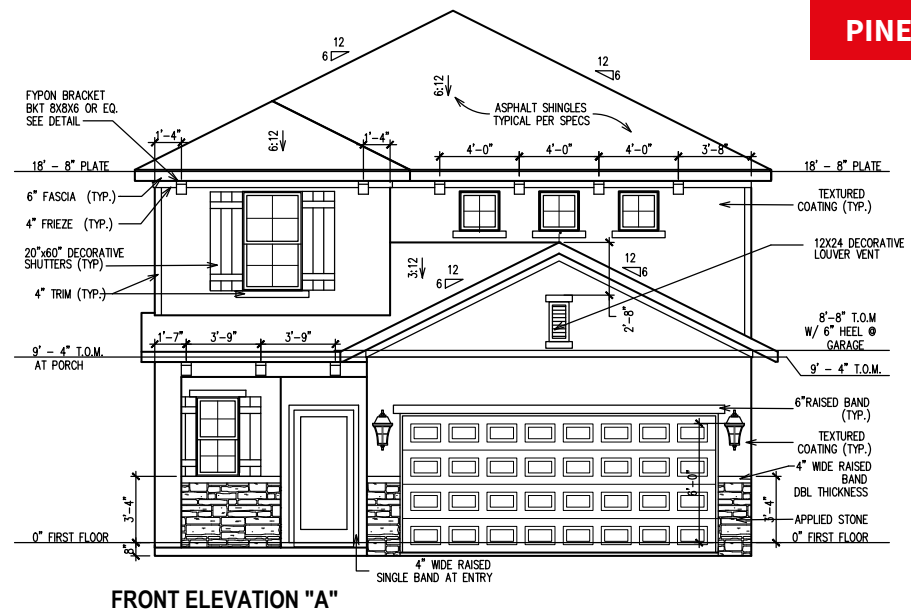 PINE
12
6
12
6
FYPON BRACKET
BKT 8X8X6 OR EQ.
SEE DETAIL
6:12
ASPHALT SHINGLES
TYPICAL PER SPECS
1'-4"
6:12
1'-4"
4'-0"
4'-0"
4'-0"
3'-8"
18' - 8" PLATE
18' - 8" PLATE
6" FASCIA (TYP.)
4" FRIEZE (TYP.)
TEXTURED
COATING (TYP.)
20"x60" DECORATIVE
SHUTTERS (TYP)
4" TRIM (TYP.)
3:12
12
6
12
6
12X24 DECORATIVE
LOUVER VENT
2'-8"
8'-8" T.O.M
W/ 6" HEEL @
GARAGE
1'-7"
3'-9"
3'-9"
9' - 4" T.O.M.
AT PORCH
9' - 4" T.O.M.
6"RAISED BAND
(TYP.)
TEXTURED
COATING (TYP.)
4" WIDE RAISED
BAND
DBL THICKNESS
6'-0"
3'-4"
3'-4"
APPLIED STONE
0" FIRST FLOOR
0" FIRST FLOOR
8"
4" WIDE RAISED
SINGLE BAND AT ENTRY
FRONT ELEVATION "A"